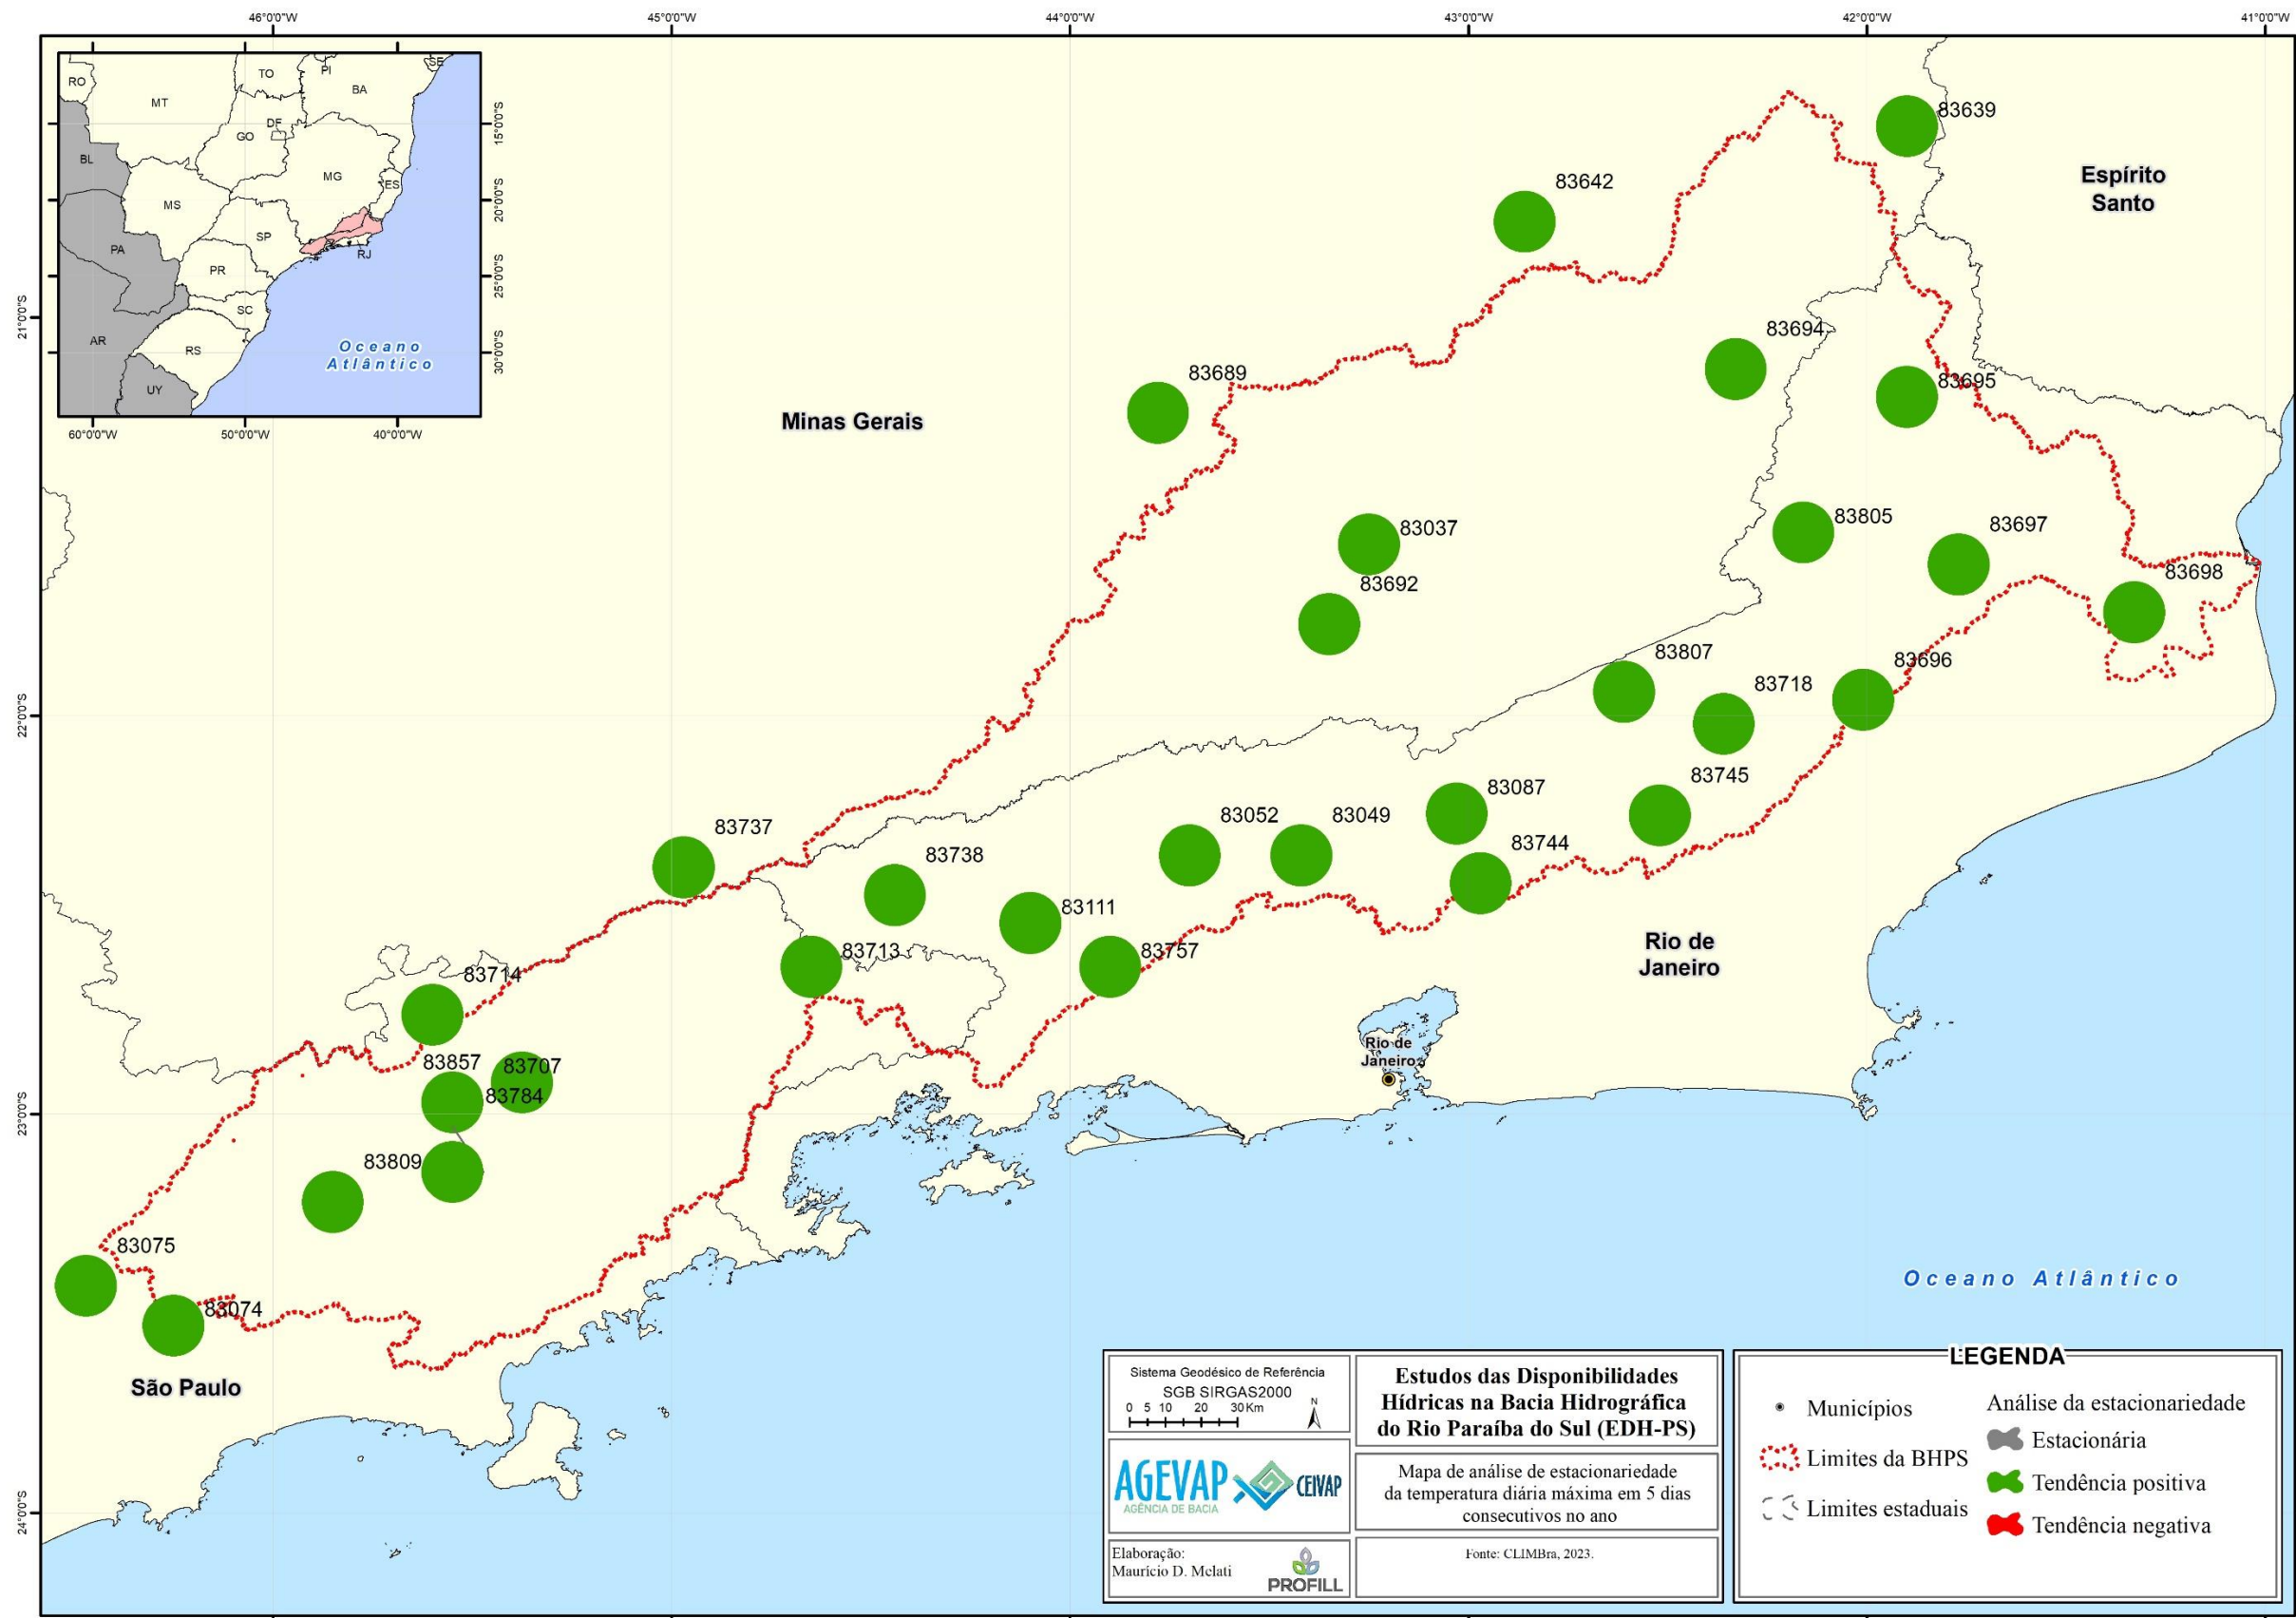 46°0'0"W
45°0'0"W
44°0'0"W
43°0'0"W
42°0'0"W
41°0'0"W
21°0'0"S
22°0'0"S
23°0'0"S
24°0'0"S
RO
MT
TO
PI
SE
BA
GO
DF
BL
MG
ES
MS
SP
PA
RJ
PR
SC
AR
RS
UY
Oceano
Atlântico
15°0'0"S
20°0'0"S
25°0'0"S
30°0'0"S
60°0'0"W
50°0'0"W
40°0'0"W
83639
Espírito
Santo
83642
83694
83689
83695
Minas Gerais
83037
83805
83697
83692
83698
83807
83696
83718
83745
83087
83052
83049
83737
83744
83738
83111
83713
83757
Rio de
Janeiro
83714
Rio de
Janeiro
83857
83707
83784
83809
83075
83074
São Paulo
Oceano Atlântico
Sistema Geodésico de Referência
SGB SIRGAS2000
0 5 10 20 30 Km
N
AGEVAP
AGÊNCIA DE BACIA
CEIVAP
Elaboração:
Maurício D. Melati
PROFILL
Estudos das Disponibilidades
Hídricas na Bacia Hidrográfica
do Rio Paraíba do Sul (EDH-PS)
Mapa de análise de estacionariedade
da temperatura diária máxima em 5 dias
consecutivos no ano
Fonte: CLIMBra, 2023.
LEGENDA
Municípios
Limites da BHPS
Limites estaduais
Análise da estacionariedade
Estacionária
Tendência positiva
Tendência negativa